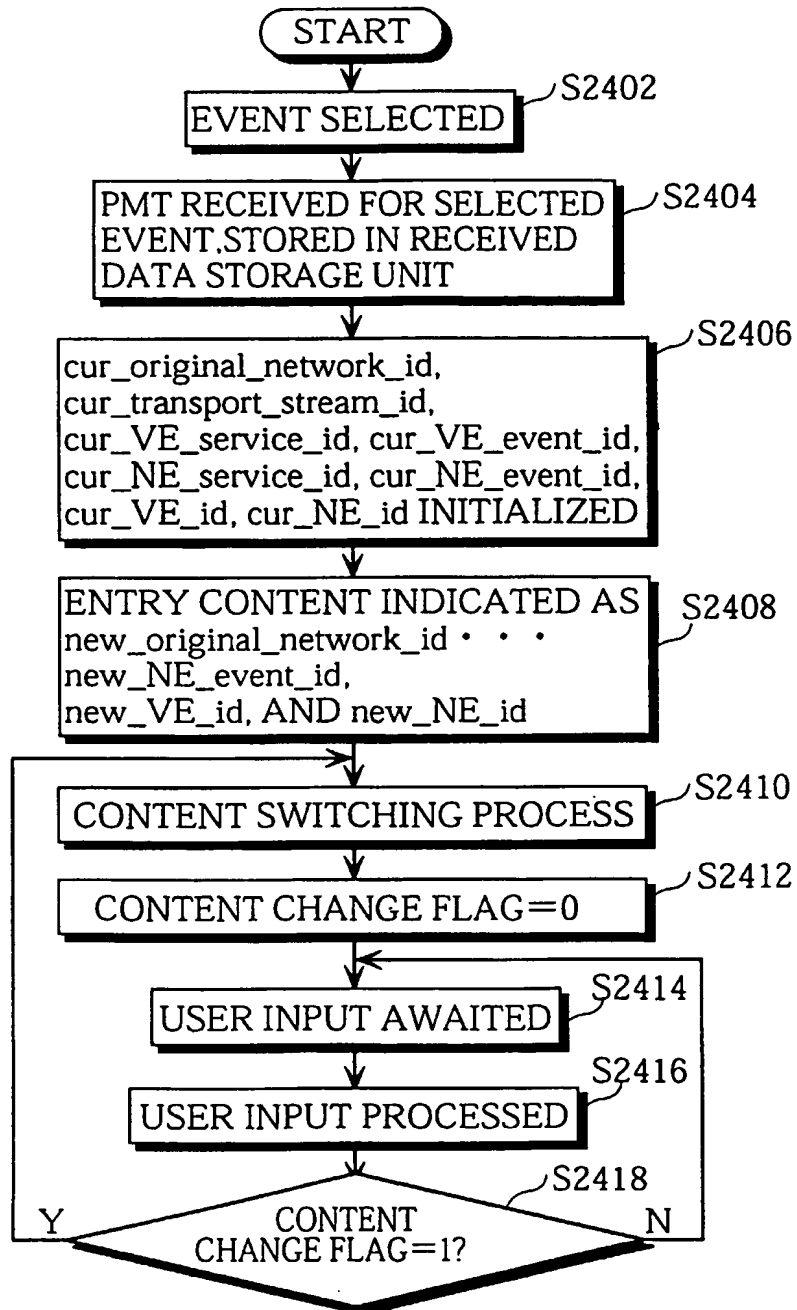 START
S2402
EVENT SELECTED
S2404
PMT RECEIVED FOR SELECTED
EVENT,STORED IN RECEIVED
DATA STORAGE UNIT
S2406
cur_original_network_id,
cur_transport_stream_id,
cur_VE_service_id, cur_VE_event_id,
cur_NE_service_id, cur_NE_event_id,
cur_VE_id, cur_NE_id INITIALIZED
S2408
ENTRY CONTENT INDICATED AS
new_original_network_id・・・
new_NE_event_id,
new_VE_id, AND new_NE_id
S2410
CONTENT SWITCHING PROCESS
S2412
CONTENT CHANGE FLAG=0
S2414
USER INPUT AWAITED
S2416
USER INPUT PROCESSED
S2418
Y
N
CONTENT
CHANGE FLAG=1?